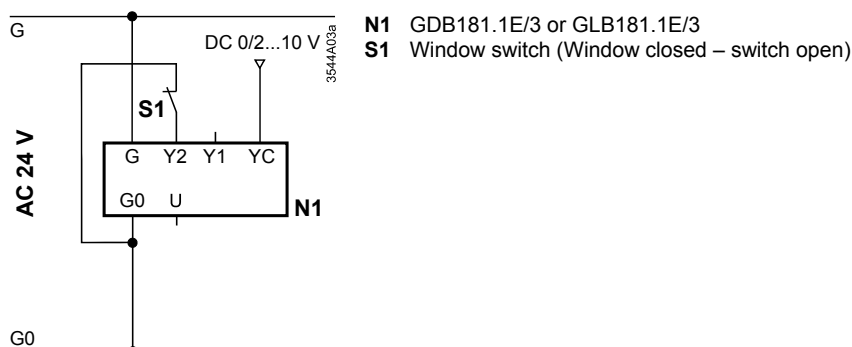 G
DC 0/2...10 V
3544A03a
S1
AC 24 V
G Y2 Y1 YC
G0 U
N1
G0
N1 GDB181.1E/3 or GLB181.1E/3
S1 Window switch (Window closed – switch open)